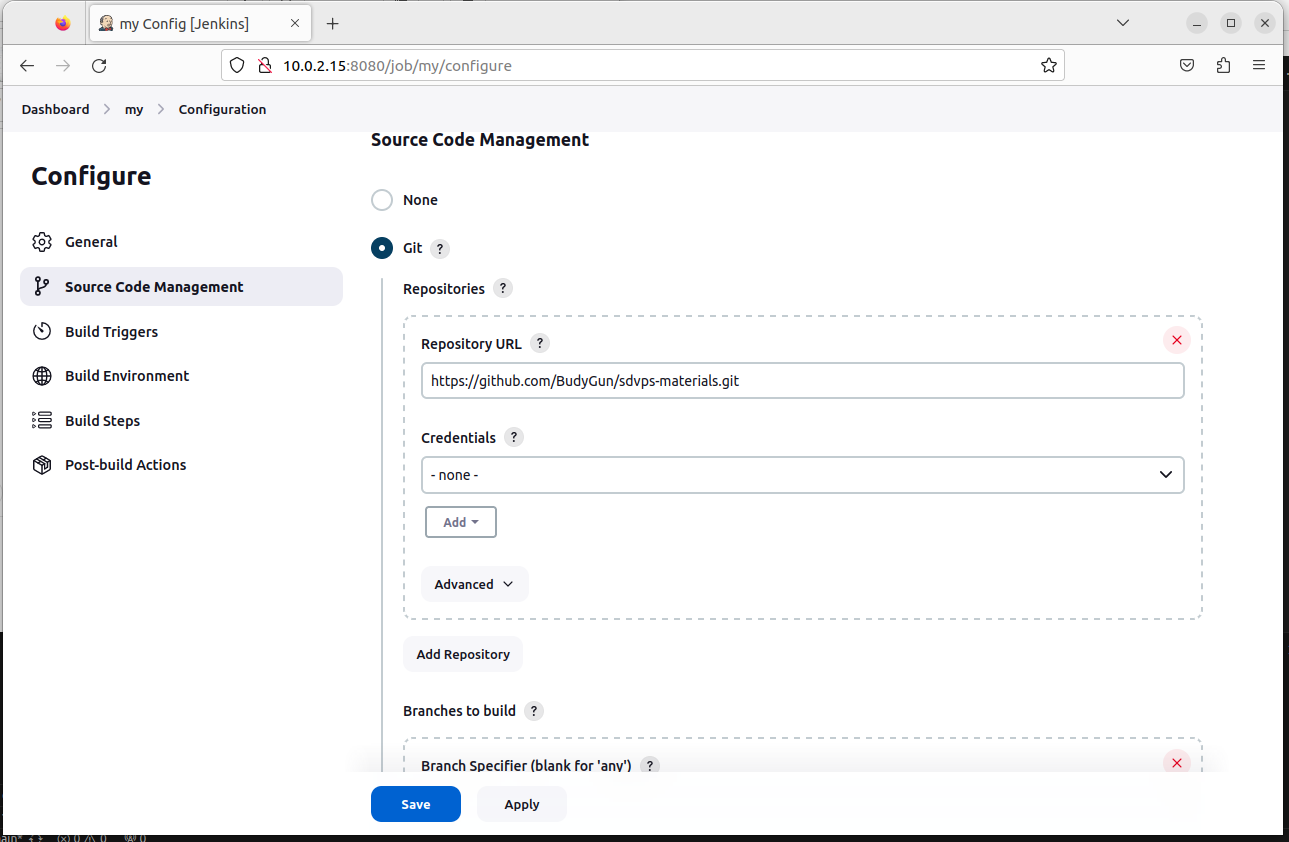 my Config [Jenkins]
10.0.2.15:8080/job/my/configure
Dashboard my Configuration
Source Code Management
Configure
None
General
Git ?
Source Code Management
Repositories ?
Build Triggers
Repository URL ?
https://github.com/BudyGun/sdvps-materials.git
Build Environment
Build Steps
Credentials ?
Post-build Actions
- none -
Add
Advanced
Add Repository
Branches to build ?
Branch Specifier (blank for 'any') ?
Save Apply